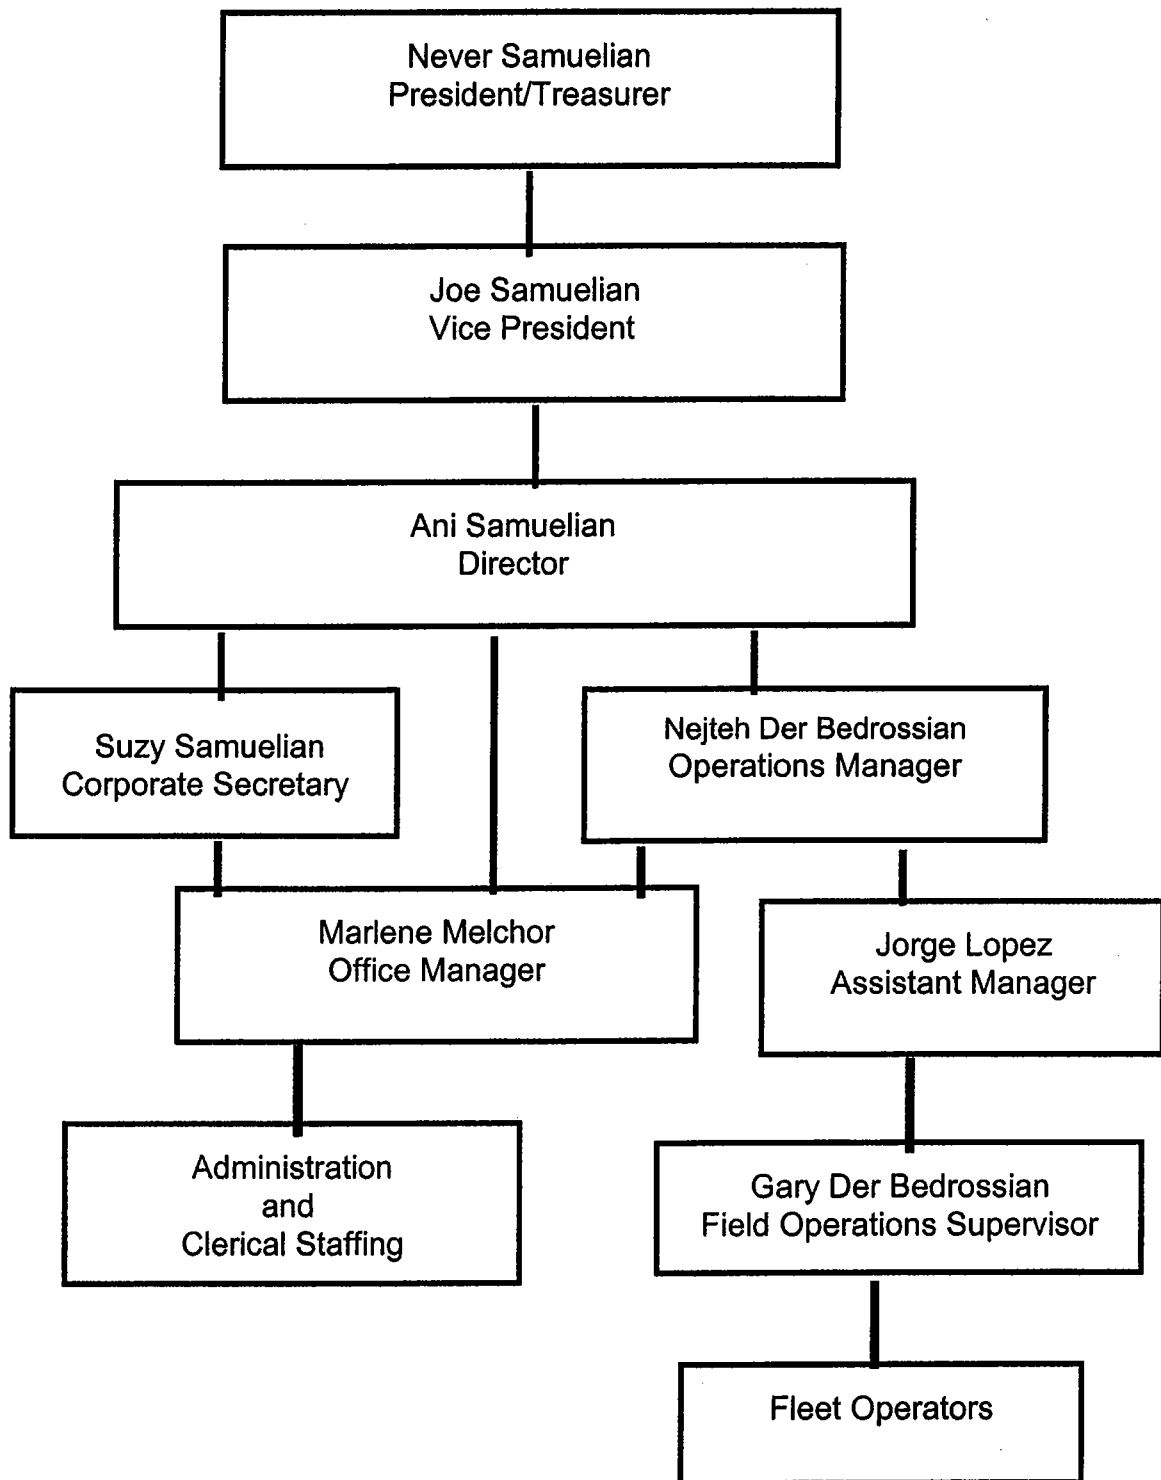 Never Samuelian
President/Treasurer
Joe Samuelian
Vice President
Ani Samuelian
Director
Suzy Samuelian
Corporate Secretary
Nejteh Der Bedrossian
Operations Manager
Marlene Melchor
Office Manager
Jorge Lopez
Assistant Manager
Administration
and
Clerical Staffing
Gary Der Bedrossian
Field Operations Supervisor
Fleet Operators